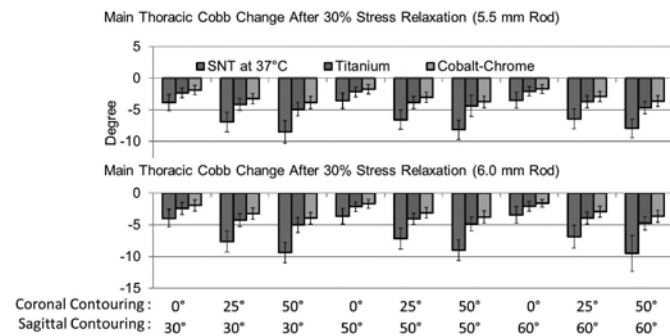 Main Thoracic Cobb Change After 30% Stress Relaxation (5.5 mm Rod)
5
SNT at 37°C Titanium Cobalt-Chrome
0
-5
-10
Degree
Main Thoracic Cobb Change After 30% Stress Relaxation (6.0 mm Rod)
0
-5
-10
-15
Coronal Contouring : 0° 25° 50° 0° 25° 50° 0° 25° 50°
Sagittal Contouring : 30° 30° 30° 50° 50° 50° 60° 60° 60°